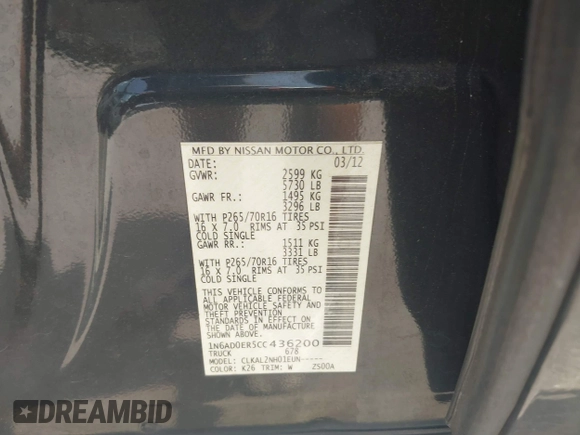 MFD BY NISSAN MOTOR CO., LTD.
DATE: 03/12
GVWR: 2599 KG
5730 LB
GAWR FR.: 1495 KG
3296 LB
WITH P265/70R16 TIRES
16 x 7.0 RIMS AT 35 PSI
COLD SINGLE
GAWR RR.: 1511 KG
3331 LB
WITH P265/70R16 TIRES
16 x 7.0 RIMS AT 35 PSI
COLD SINGLE
THIS VEHICLE CONFORMS TO
ALL APPLICABLE FEDERAL
MOTOR VEHICLE SAFETY AND
THEFT PREVENTION
STANDARDS IN EFFECT ON
THE DATE OF MANUFACTURE
SHOWN ABOVE.
1N6AD0ER5CC436200
TRUCK 678
MODEL: CLKAL2NH01EUN-----
COLOR: K26 TRIM: W ZS00A
DREAMBID